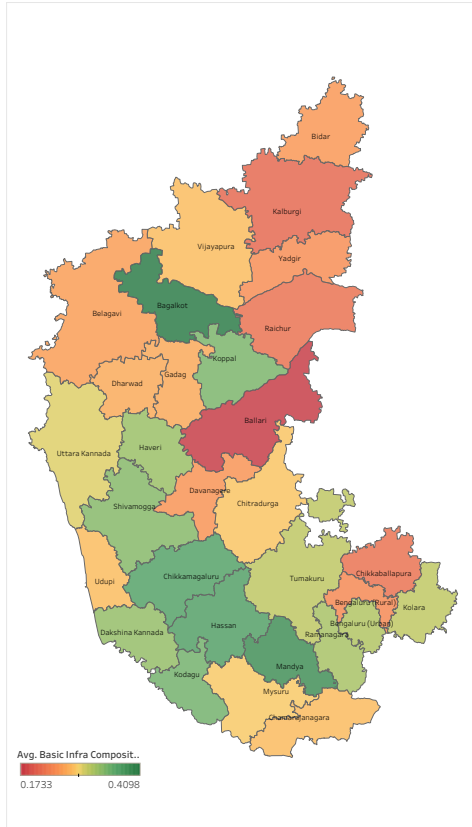 Bidar
Kalburgi
Vijayapura
Yadgir
Bagalkot
Belagavi
Raichur
Koppal
Gadag
Dharwad
Ballari
Haveri
Uttara Kannada
Davanagere
Chitradurga
Shivamogga
Chikkaballapura
Chikkamagaluru
Tumakuru
Udupi
Bengaluru (Rural)
Kolara
Bengaluru (Urban)
Hassan
Dakshina Kannada
Ramanagara
Mandya
Kodagu
Mysuru
Chamarajanagara
Avg. Basic Infra Composit..
0.1733 0.4098